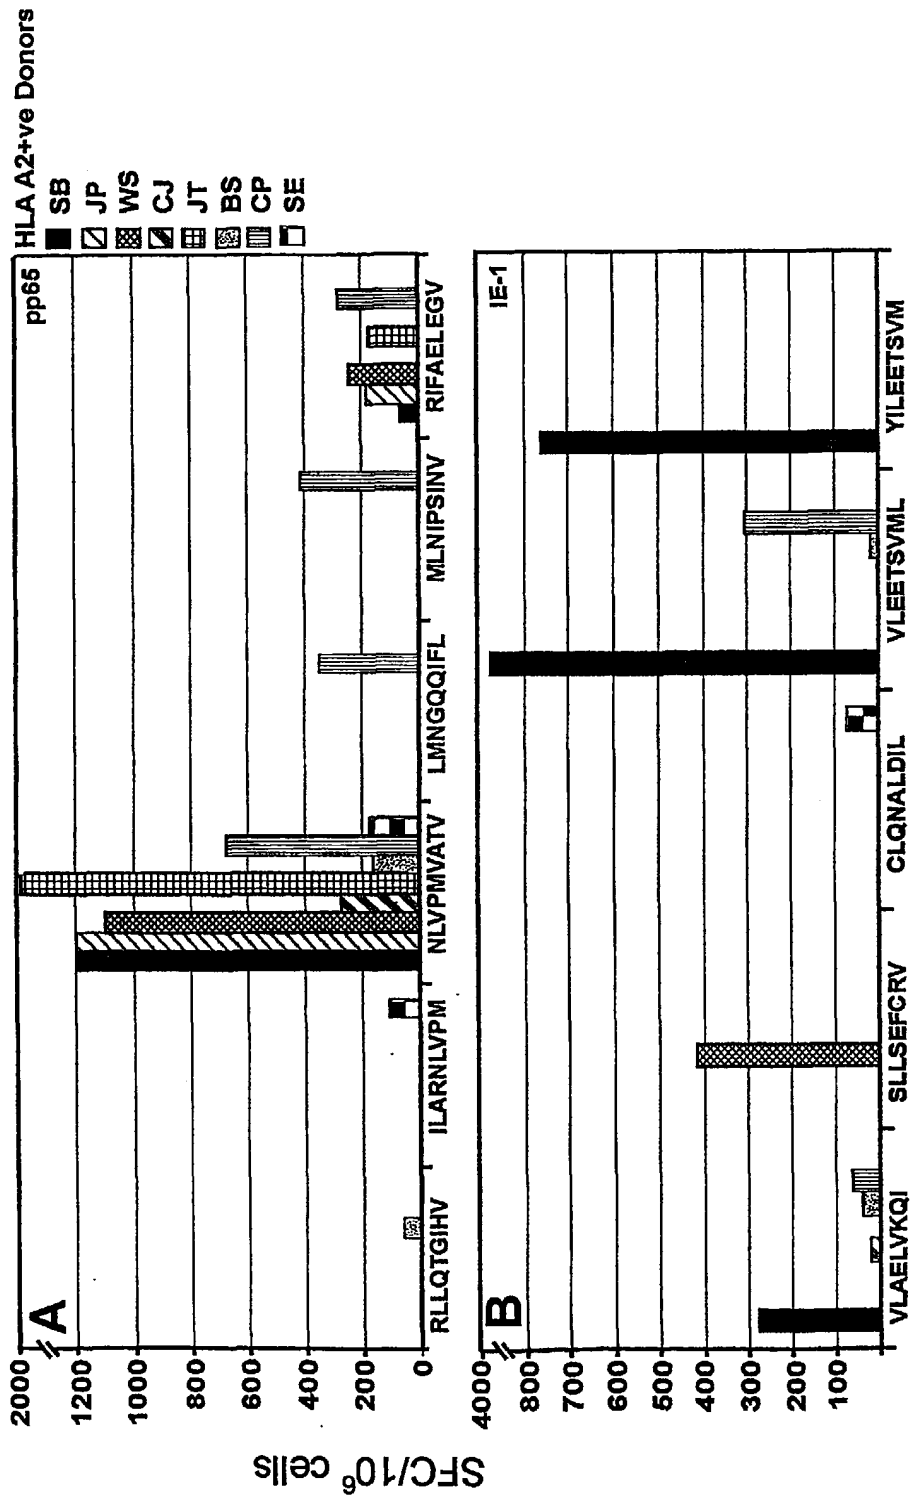 HLA A2+ve Donors
SB
JP
WS
CJ
JT
BS
CP
SE
SFC/10⁶ cells
A
pp65
2000
1200
1000
800
600
400
200
0
RLLQTGIHV
ILARNLVPM
NLVPMVATV
LMNGQQIFL
MLNIPSINV
RIFAELEGV
B
IE-1
4000
800
700
600
500
400
300
200
100
VLAELVKQI
SLLSEFCRV
CLQNALDIL
VLEETSVML
YILEETSVM